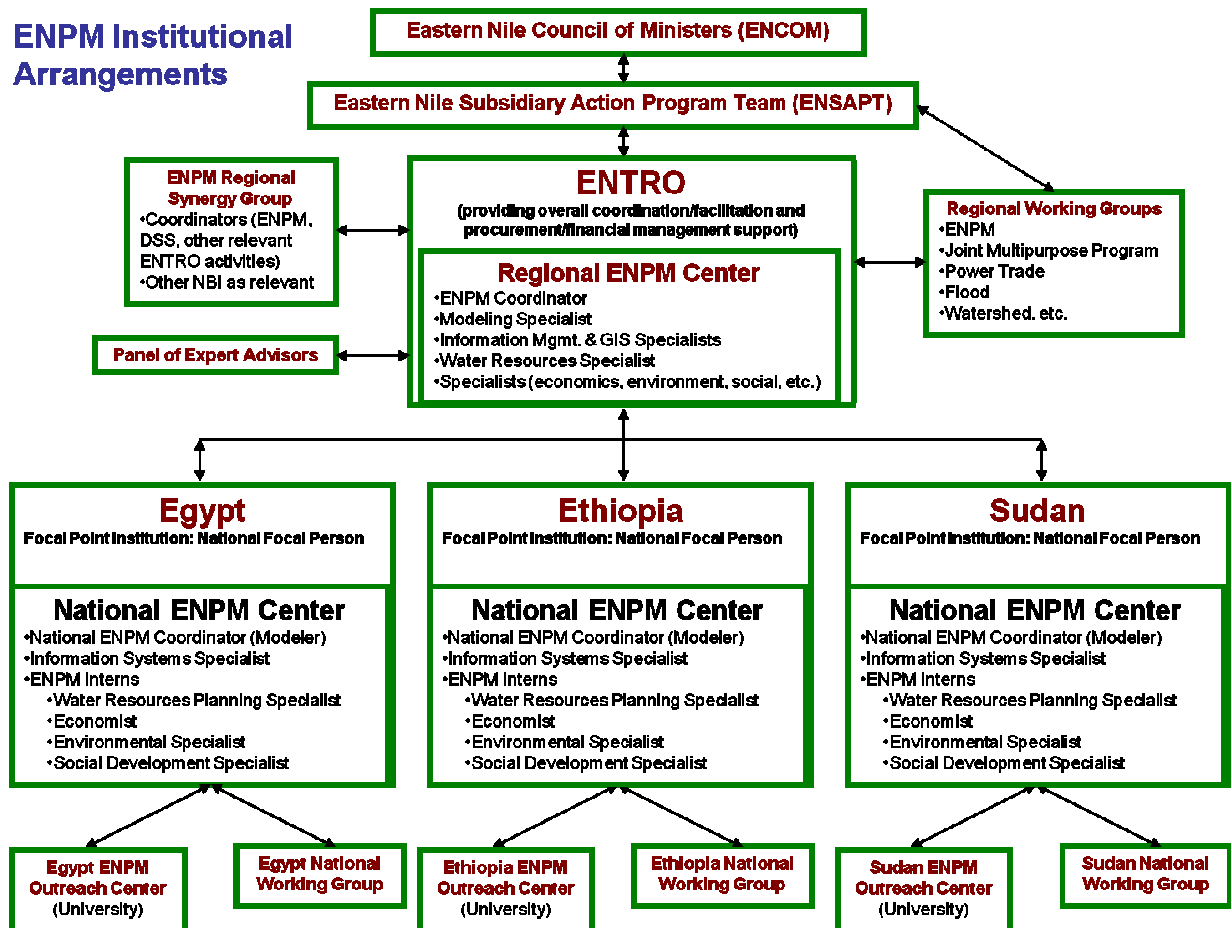 ENPM Institutional
Arrangements
Eastern Nile Council of Ministers (ENCOM)
Eastern Nile Subsidiary Action Program Team (ENSAPT)
ENPM Regional
Synergy Group
•Coordinators (ENPM,
DSS, other relevant
ENTRO activities)
•Other NBI as relevant
Panel of Expert Advisors
ENTRO
(providing overall coordination/facilitation and
procurement/financial management support)
Regional ENPM Center
•ENPM Coordinator
•Modeling Specialist
•Information Mgmt. & GIS Specialists
•Water Resources Specialist
•Specialists (economics, environment, social, etc.)
Regional Working Groups
•ENPM
•Joint Multipurpose Program
•Power Trade
•Flood
•Watershed. etc.
Egypt
Focal Point Institution: National Focal Person
National ENPM Center
•National ENPM Coordinator (Modeler)
•Information Systems Specialist
•ENPM Interns
•Water Resources Planning Specialist
•Economist
•Environmental Specialist
•Social Development Specialist
Ethiopia
Focal Point Institution: National Focal Person
National ENPM Center
•National ENPM Coordinator (Modeler)
•Information Systems Specialist
•ENPM Interns
•Water Resources Planning Specialist
•Economist
•Environmental Specialist
•Social Development Specialist
Sudan
Focal Point Institution: National Focal Person
National ENPM Center
•National ENPM Coordinator (Modeler)
•Information Systems Specialist
•ENPM Interns
•Water Resources Planning Specialist
•Economist
•Environmental Specialist
•Social Development Specialist
Egypt ENPM
Outreach Center
(University)
Egypt National
Working Group
Ethiopia ENPM
Outreach Center
(University)
Ethiopia National
Working Group
Sudan ENPM
Outreach Center
(University)
Sudan National
Working Group